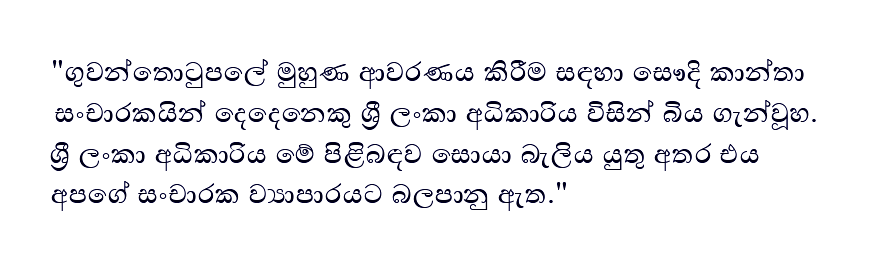 "ගුවන්තොටුපලේ මුහුණ ආවරණය කිරීම සඳහා සෞදි කාන්තා
සංචාරකයින් දෙදෙනෙකු ශ්‍රී ලංකා අධිකාරිය විසින් බිය ගැන්වූහ.
ශ්‍රී ලංකා අධිකාරිය මේ පිළිබඳව සොයා බැලිය යුතු අතර එය
අපගේ සංචාරක ව්‍යාපාරයට බලපානු ඇත."